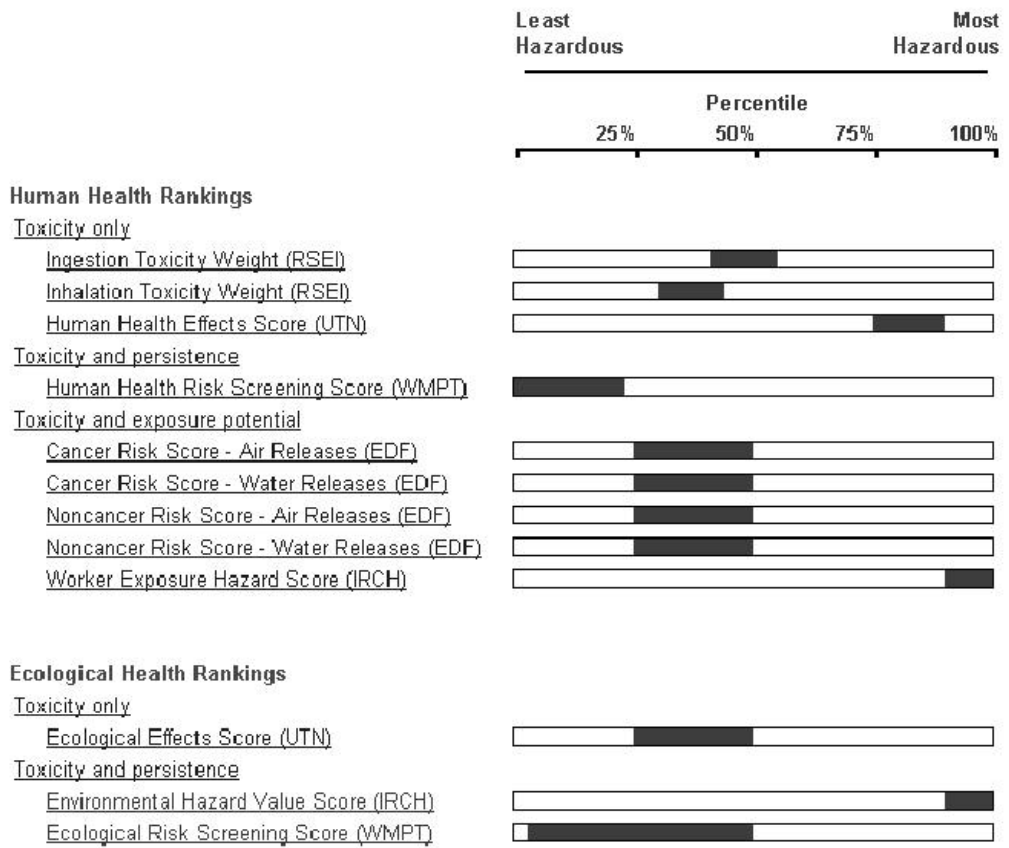 Least Most
Hazardous Hazardous
Percentile
25% 50% 75% 100%
Human Health Rankings
Toxicity only
Ingestion Toxicity Weight (RSEI)
Inhalation Toxicity Weight (RSEI)
Human Health Effects Score (UTN)
Toxicity and persistence
Human Health Risk Screening Score (WMPT)
Toxicity and exposure potential
Cancer Risk Score - Air Releases (EDF)
Cancer Risk Score - Water Releases (EDF)
Noncancer Risk Score - Air Releases (EDF)
Noncancer Risk Score - Water Releases (EDF)
Worker Exposure Hazard Score (IRCH)
Ecological Health Rankings
Toxicity only
Ecological Effects Score (UTN)
Toxicity and persistence
Environmental Hazard Value Score (IRCH)
Ecological Risk Screening Score (WMPT)